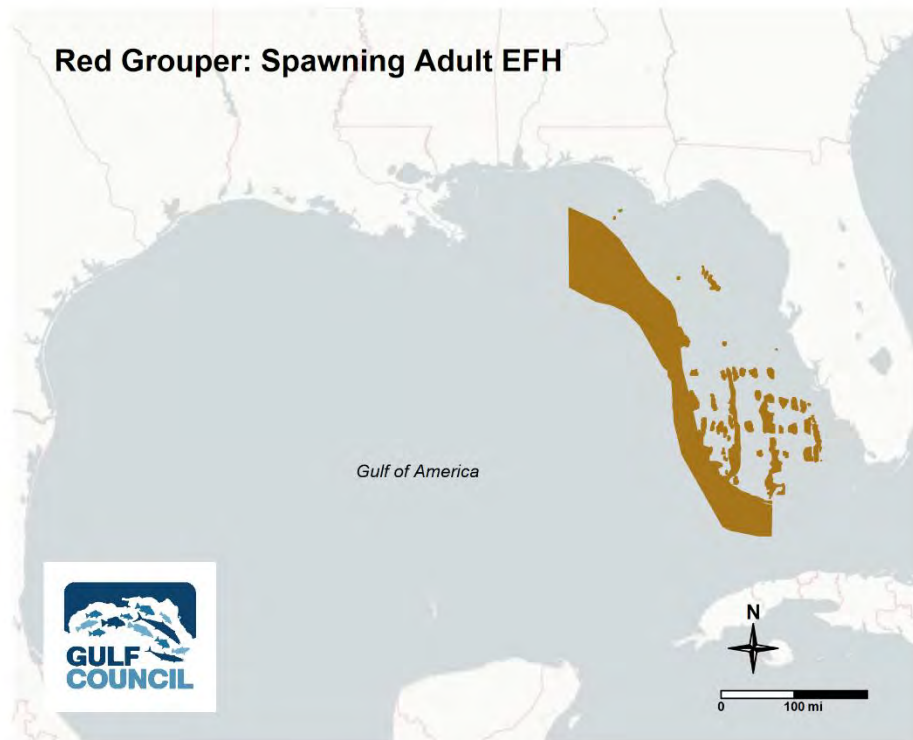 Red Grouper: Spawning Adult EFH
Gulf of America
GULF
COUNCIL
N
0 100 mi